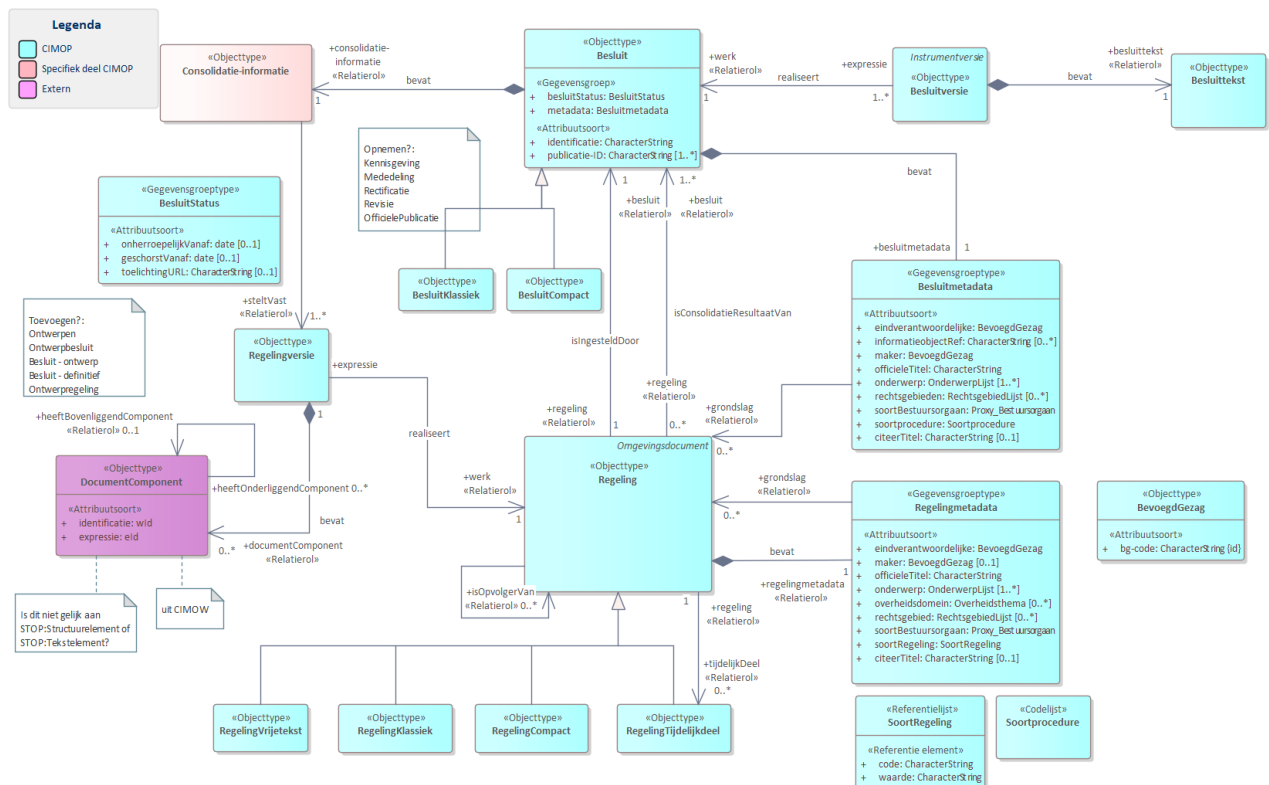 Legenda
CIMOP
Specifiek deel CIMOP
Extern
«Objecttype»
Consolidatie-informatie
+consolidatie-
informatie
«Relatierol»
1
bevat
«Objecttype»
Besluit
«Gegevensgroep»
+ besluitStatus: BesluitStatus
+ metadata: Besluitmetadata
«Attribuutsoort»
+ identificatie: CharacterString
+ publicatie-ID: CharacterString [1..*]
+werk
«Relatierol»
1
realiseert
+expressie
1..*
Instrumentversie
«Objecttype»
Besluitversie
bevat
+besluittekst
«Relatierol»
1
«Objecttype»
Besluittekst
Opnemen?:
Kennisgeving
Mededeling
Rectificatie
Revisie
OfficielePublicatie
«Gegevensgroeptype»
BesluitStatus
«Attribuutsoort»
+ onherroepelijkVanaf: date [0..1]
+ geschorstVanaf: date [0..1]
+ toelichtingURL: CharacterString [0..1]
1
+besluit
«Relatierol»
1..*
+besluit
«Relatierol»
bevat
+besluitmetadata
1
«Objecttype»
BesluitKlassiek
«Objecttype»
BesluitCompact
«Gegevensgroeptype»
Besluitmetadata
«Attribuutsoort»
+ eindverantwoordelijke: BevoegdGezag
+ informatieobjectRef: CharacterString [0..*]
+ maker: BevoegdGezag
+ officieleTitel: CharacterString
+ onderwerp: OnderwerpLijst [1..*]
+ rechtsgebieden: RechtsgebiedLijst [0..*]
+ soortBestuursorgaan: Proxy_Bestuursorgaan
+ soortprocedure: Soortprocedure
+ citeerTitel: CharacterString [0..1]
+steltVast
«Relatierol»
1..*
Toevoegen?:
Ontwerpen
Ontwerpbesluit
Besluit - ontwerp
Besluit - definitief
Ontwerpregeling
«Objecttype»
Regelingversie
+expressie
1
isConsolidatieResultaatVan
isIngesteldDoor
+regeling
«Relatierol»
1
+regeling
«Relatierol»
0..*
+grondslag
«Relatierol»
0..*
+heeftBovenliggendComponent
«Relatierol» 0..1
realiseert
«Objecttype»
DocumentComponent
«Attribuutsoort»
+ identificatie: wId
+ expressie: eId
+heeftOnderliggendComponent 0..*
bevat
+documentComponent
«Relatierol»
0..*
+werk
«Relatierol»
1
Omgevingsdocument
«Objecttype»
Regeling
+grondslag
«Relatierol»
0..*
bevat
1
+regelingmetadata
«Relatierol»
«Gegevensgroeptype»
Regelingmetadata
«Attribuutsoort»
+ eindverantwoordelijke: BevoegdGezag
+ maker: BevoegdGezag [0..1]
+ officieleTitel: CharacterString
+ onderwerp: OnderwerpLijst [1..*]
+ overheidsdomein: Overheidsthema [0..*]
+ rechtsgebied: RechtsgebiedLijst [0..*]
+ soortBestuursorgaan: Proxy_Bestuursorgaan
+ soortRegeling: SoortRegeling
+ citeerTitel: CharacterString [0..1]
«Objecttype»
BevoegdGezag
«Attribuutsoort»
+ bg-code: CharacterString {id}
Is dit niet gelijk aan
STOP:Structuurelement of
STOP:Tekstelement?
uit CIMOW
+isOpvolgerVan
«Relatierol» 0..*
1
+regeling
«Relatierol»
+tijdelijkDeel
«Relatierol»
0..*
«Objecttype»
RegelingVrijetekst
«Objecttype»
RegelingKlassiek
«Objecttype»
RegelingCompact
«Objecttype»
RegelingTijdelijkdeel
«Referentielijst»
SoortRegeling
«Referentie element»
+ code: CharacterString
+ waarde: CharacterString
«Codelijst»
Soortprocedure